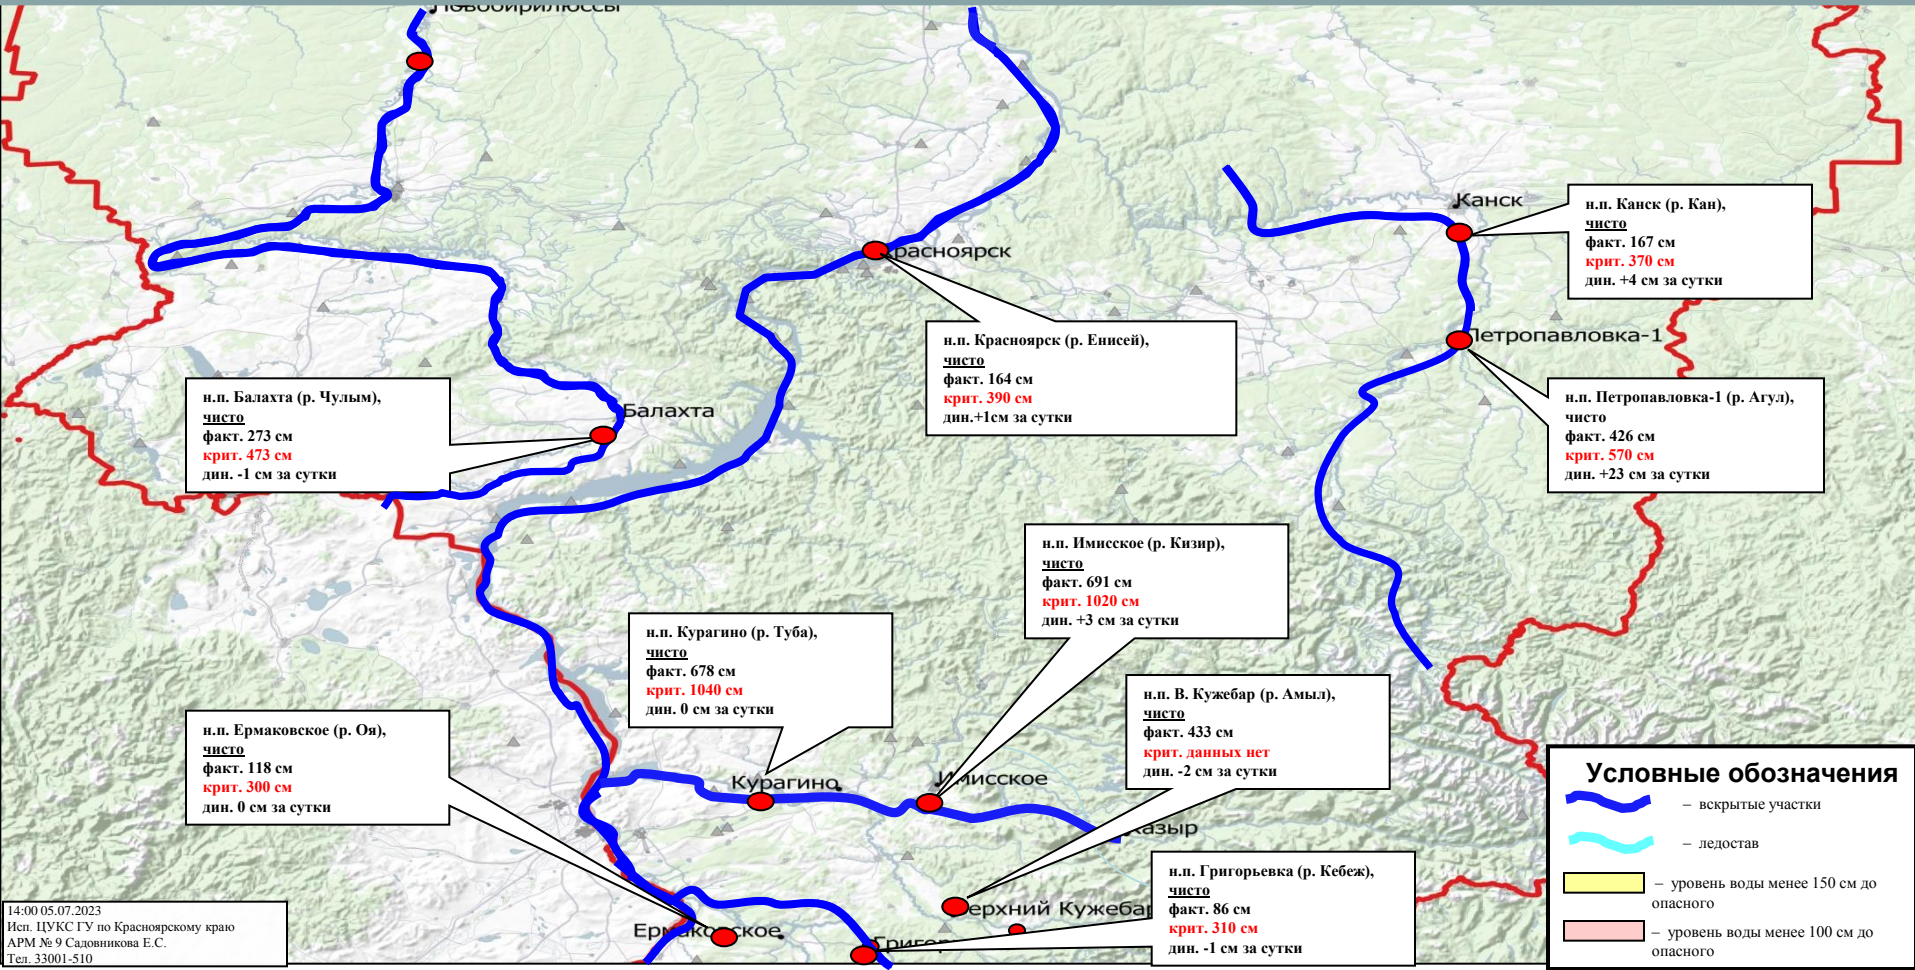 Новобирилюссы
Канск
н.п. Канск (р. Кан),
чисто
факт. 167 см
крит. 370 см
дин. +4 см за сутки
расноярск
н.п. Красноярск (р. Енисей),
чисто
факт. 164 см
крит. 390 см
дин.+1см за сутки
Петропавловка-1
н.п. Петропавловка-1 (р. Агул),
чисто
факт. 426 см
крит. 570 см
дин. +23 см за сутки
н.п. Балахта (р. Чулым),
чисто
факт. 273 см
крит. 473 см
дин. -1 см за сутки
Балахта
н.п. Имисское (р. Кизир),
чисто
факт. 691 см
крит. 1020 см
дин. +3 см за сутки
н.п. Курагино (р. Туба),
чисто
факт. 678 см
крит. 1040 см
дин. 0 см за сутки
н.п. В. Кужебар (р. Амыл),
чисто
факт. 433 см
крит. данных нет
дин. -2 см за сутки
н.п. Ермаковское (р. Оя),
чисто
факт. 118 см
крит. 300 см
дин. 0 см за сутки
Курагино
Имисское
Казыр
н.п. Григорьевка (р. Кебеж),
чисто
факт. 86 см
крит. 310 см
дин. -1 см за сутки
ерхний Кужебар
Ермаковское
Григор
Условные обозначения
– вскрытые участки
– ледостав
– уровень воды менее 150 см до
опасного
– уровень воды менее 100 см до
опасного
14:00 05.07.2023
Исп. ЦУКС ГУ по Красноярскому краю
АРМ № 9 Садовникова Е.С.
Тел. 33001-510